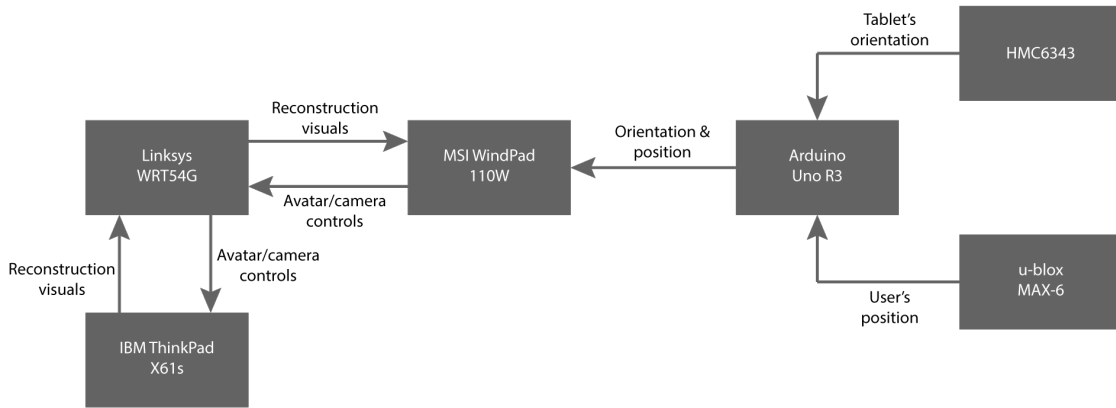 Tablet's
orientation
HMC6343
Reconstruction
visuals
Linksys
WRT54G
MSI WindPad
110W
Orientation &
position
Arduino
Uno R3
Avatar/camera
controls
Reconstruction
visuals
Avatar/camera
controls
u-blox
MAX-6
User's
position
IBM ThinkPad
X61s